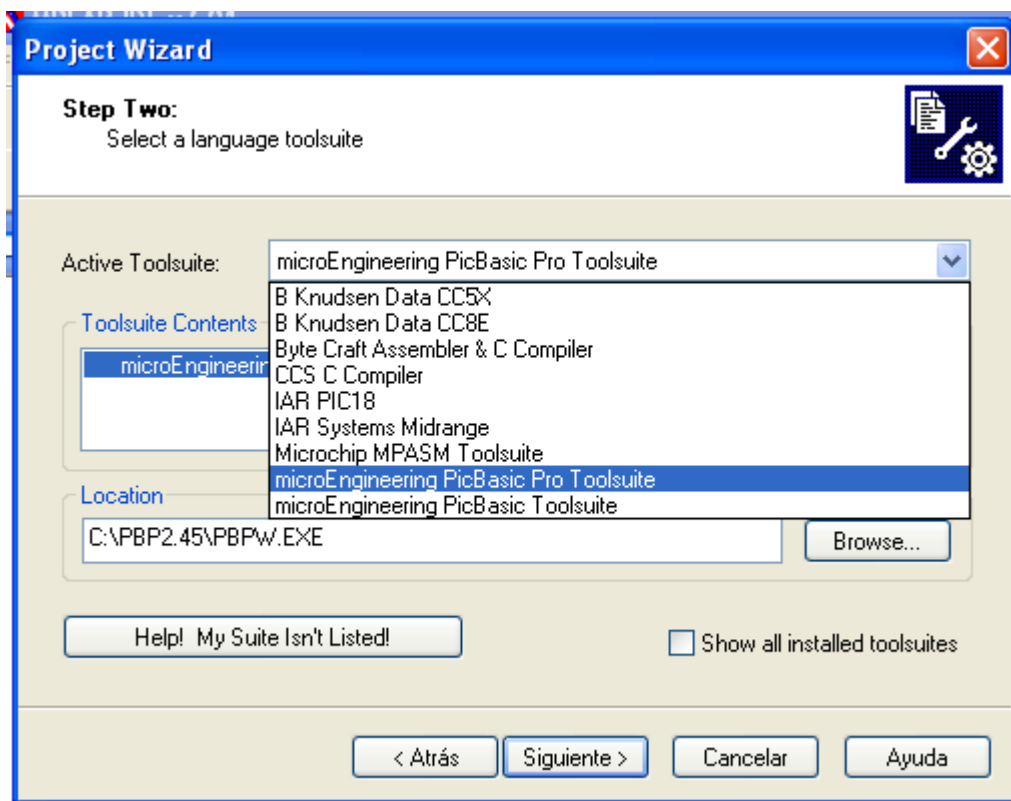 Project Wizard
Step Two:
Select a language toolsuite
Active Toolsuite:
microEngineering PicBasic Pro Toolsuite
B Knudsen Data CC5X
B Knudsen Data CC8E
Byte Craft Assembler & C Compiler
CCS C Compiler
IAR PIC18
IAR Systems Midrange
Microchip MPASM Toolsuite
microEngineering PicBasic Pro Toolsuite
microEngineering PicBasic Toolsuite
Toolsuite Contents
Location
C:\PBP2.45\PBPW.EXE
Browse...
Help! My Suite Isn't Listed!
Show all installed toolsuites
< Atrás
Siguiente >
Cancelar
Ayuda